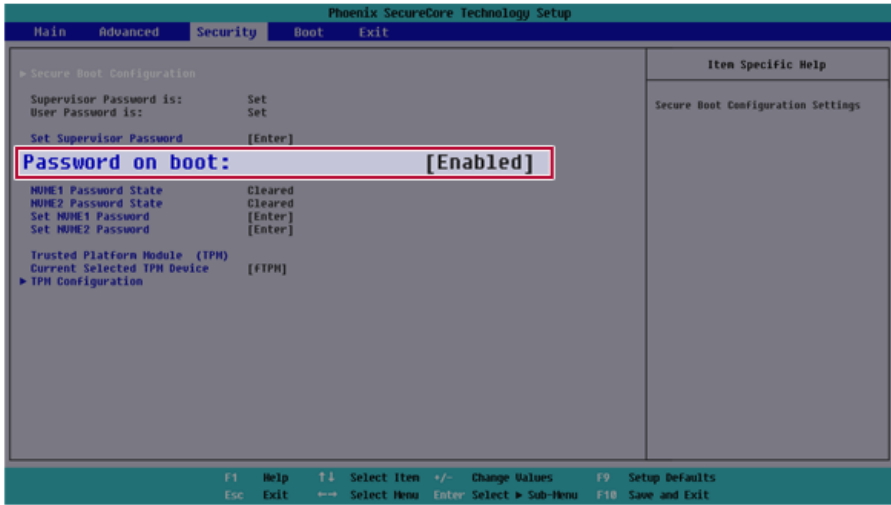 Phoenix SecureCore Technology Setup
Main Advanced Security Boot Exit
▶ Secure Boot Configuration
Supervisor Password is: Set
User Password is: Set
Set Supervisor Password [Enter]
Password on boot: [Enabled]
NVME1 Password State Cleared
NVME2 Password State Cleared
Set NVME1 Password [Enter]
Set NVME2 Password [Enter]
Trusted Platform Module (TPM)
Current Selected TPM Device [fTPM]
▶ TPM Configuration
Item Specific Help
Secure Boot Configuration Settings
F1 Help ↑↓ Select Item +/- Change Values F9 Setup Defaults
Esc Exit ←→ Select Menu Enter Select ▶ Sub-Menu F10 Save and Exit